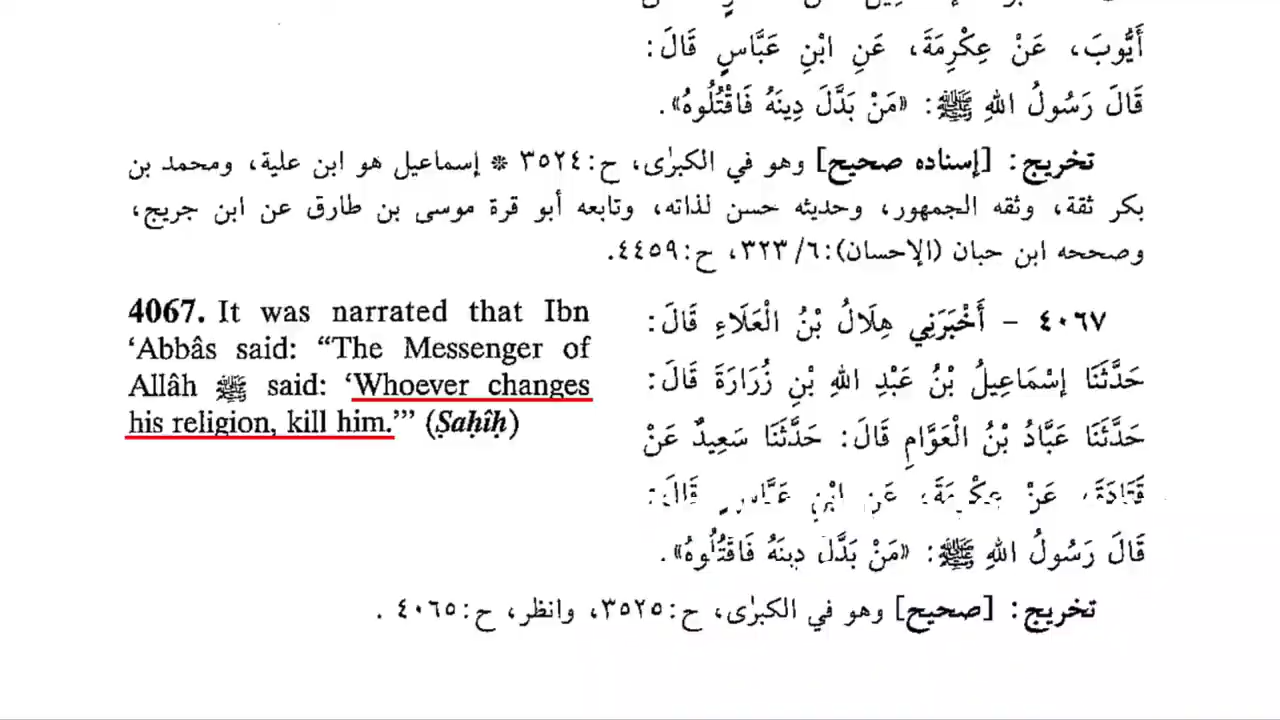 أَيُّوبَ، عَنْ عِكْرِمَةَ، عَنِ ابْنِ عَبَّاسٍ قَالَ:
قَالَ رَسُولُ اللهِ ﷺ: «مَنْ بَدَّلَ دِينَهُ فَاقْتُلُوهُ».
تخريج: [إسناده صحيح] وهو في الكبرٰى، ح:٣٥٢٤ * إسماعيل هو ابن علية، ومحمد بن
بكر ثقة، وثقه الجمهور، وحديثه حسن لذاته، وتابعه أبو قرة موسى بن طارق عن ابن جريج،
وصححه ابن حبان (الإحسان):٦/ ٣٢٣، ح:٤٤٥٩.
4067. It was narrated that Ibn
‘Abbâs said: “The Messenger of
Allâh ﷺ said: ‘Whoever changes
his religion, kill him.’” (Ṣaḥîḥ)
٤٠٦٧ - أَخْبَرَنِي هِلَالُ بْنُ الْعَلَاءِ قَالَ:
حَدَّثَنَا إِسْمَاعِيلُ بْنُ عَبْدِ اللهِ بْنِ زُرَارَةَ قَالَ:
حَدَّثَنَا عَبَّادُ بْنُ الْعَوَّامِ قَالَ: حَدَّثَنَا سَعِيدٌ عَنْ
قَتَادَةَ، عَنْ عِكْرِمَةَ، عَنِ ابْنِ عَبَّاسٍ قَالَ:
قَالَ رَسُولُ اللهِ ﷺ: «مَنْ بَدَّلَ دِينَهُ فَاقْتُلُوهُ».
تخريج: [صحيح] وهو في الكبرٰى، ح:٣٥٢٥، وانظر، ح:٤٠٦٥ .